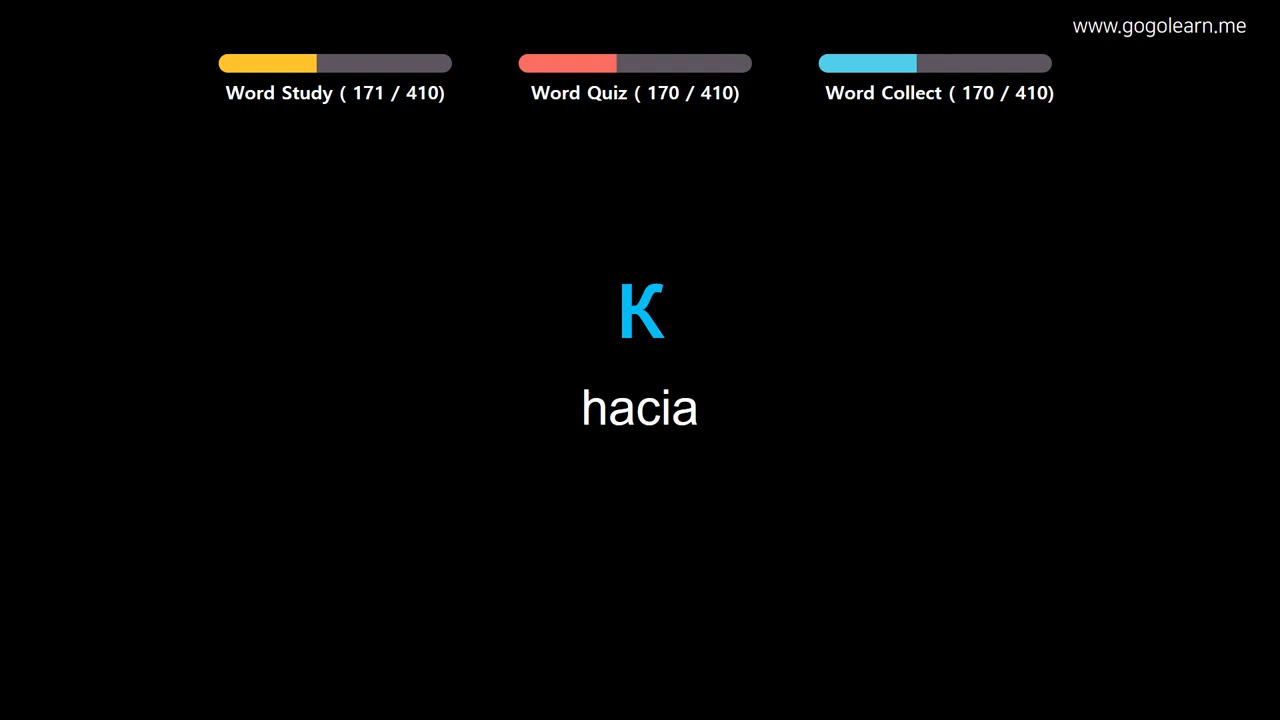 www.gogolearn.me
Word Study ( 171 / 410)
Word Quiz ( 170 / 410)
Word Collect ( 170 / 410)
К
hacia